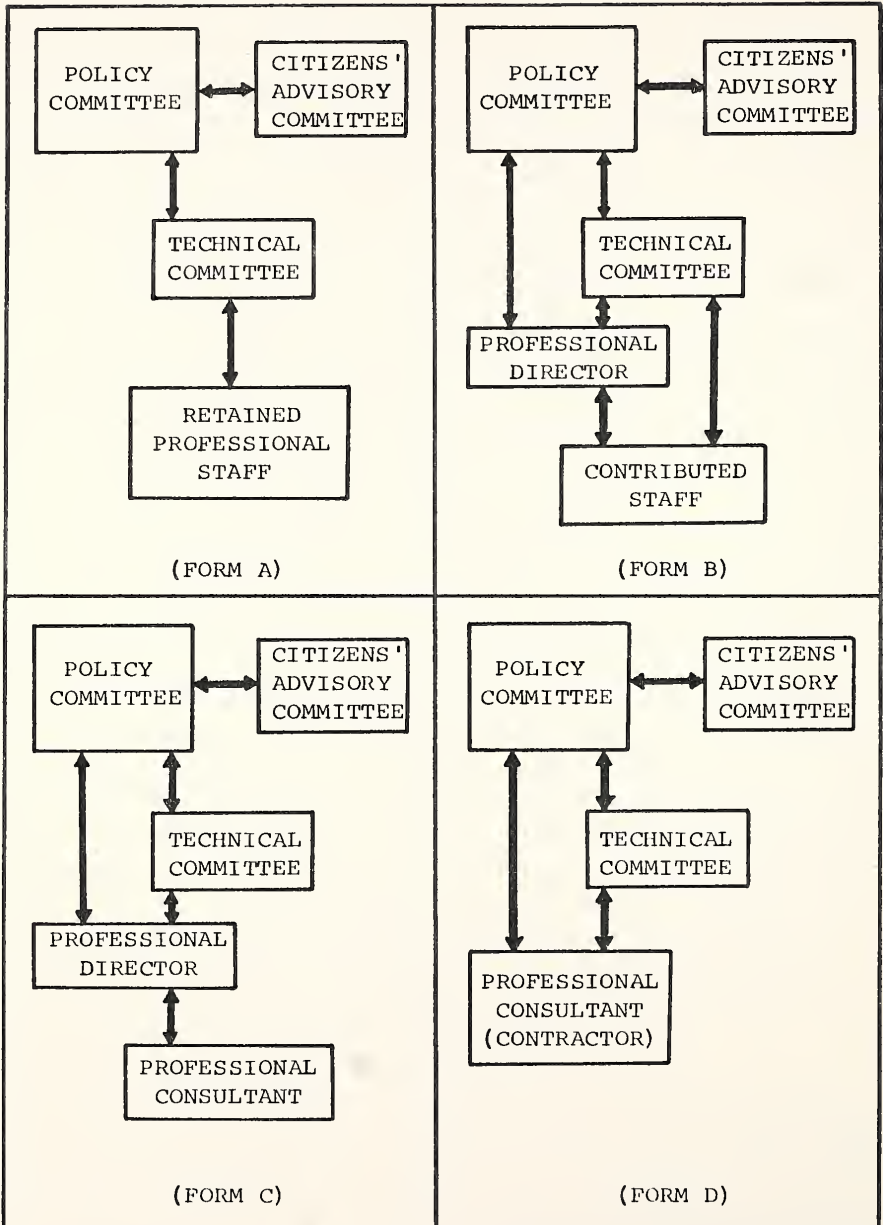 POLICY
COMMITTEE
CITIZENS'
ADVISORY
COMMITTEE
TECHNICAL
COMMITTEE
RETAINED
PROFESSIONAL
STAFF
(FORM A)
POLICY
COMMITTEE
CITIZENS'
ADVISORY
COMMITTEE
TECHNICAL
COMMITTEE
PROFESSIONAL
DIRECTOR
CONTRIBUTED
STAFF
(FORM B)
POLICY
COMMITTEE
CITIZENS'
ADVISORY
COMMITTEE
TECHNICAL
COMMITTEE
PROFESSIONAL
DIRECTOR
PROFESSIONAL
CONSULTANT
(FORM C)
POLICY
COMMITTEE
CITIZENS'
ADVISORY
COMMITTEE
TECHNICAL
COMMITTEE
PROFESSIONAL
CONSULTANT
(CONTRACTOR)
(FORM D)